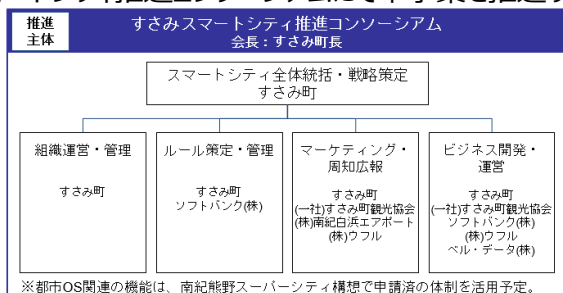 推進
主体
すさみスマートシティ推進コンソーシアム
会長：すさみ町長
スマートシティ全体統括・戦略策定
すさみ町
組織運営・管理
すさみ町
ルール策定・管理
すさみ町
ソフトバンク(株)
マーケティング・
周知広報
すさみ町
(一社)すさみ町観光協会
(株)南紀白浜エアポート
(株)ウフル
ビジネス開発・
運営
すさみ町
(一社)すさみ町観光協会
ソフトバンク(株)
(株)ウフル
ベル・データ(株)
※都市OS関連の機能は、南紀熊野スーパーシティ構想で申請済の体制を活用予定。